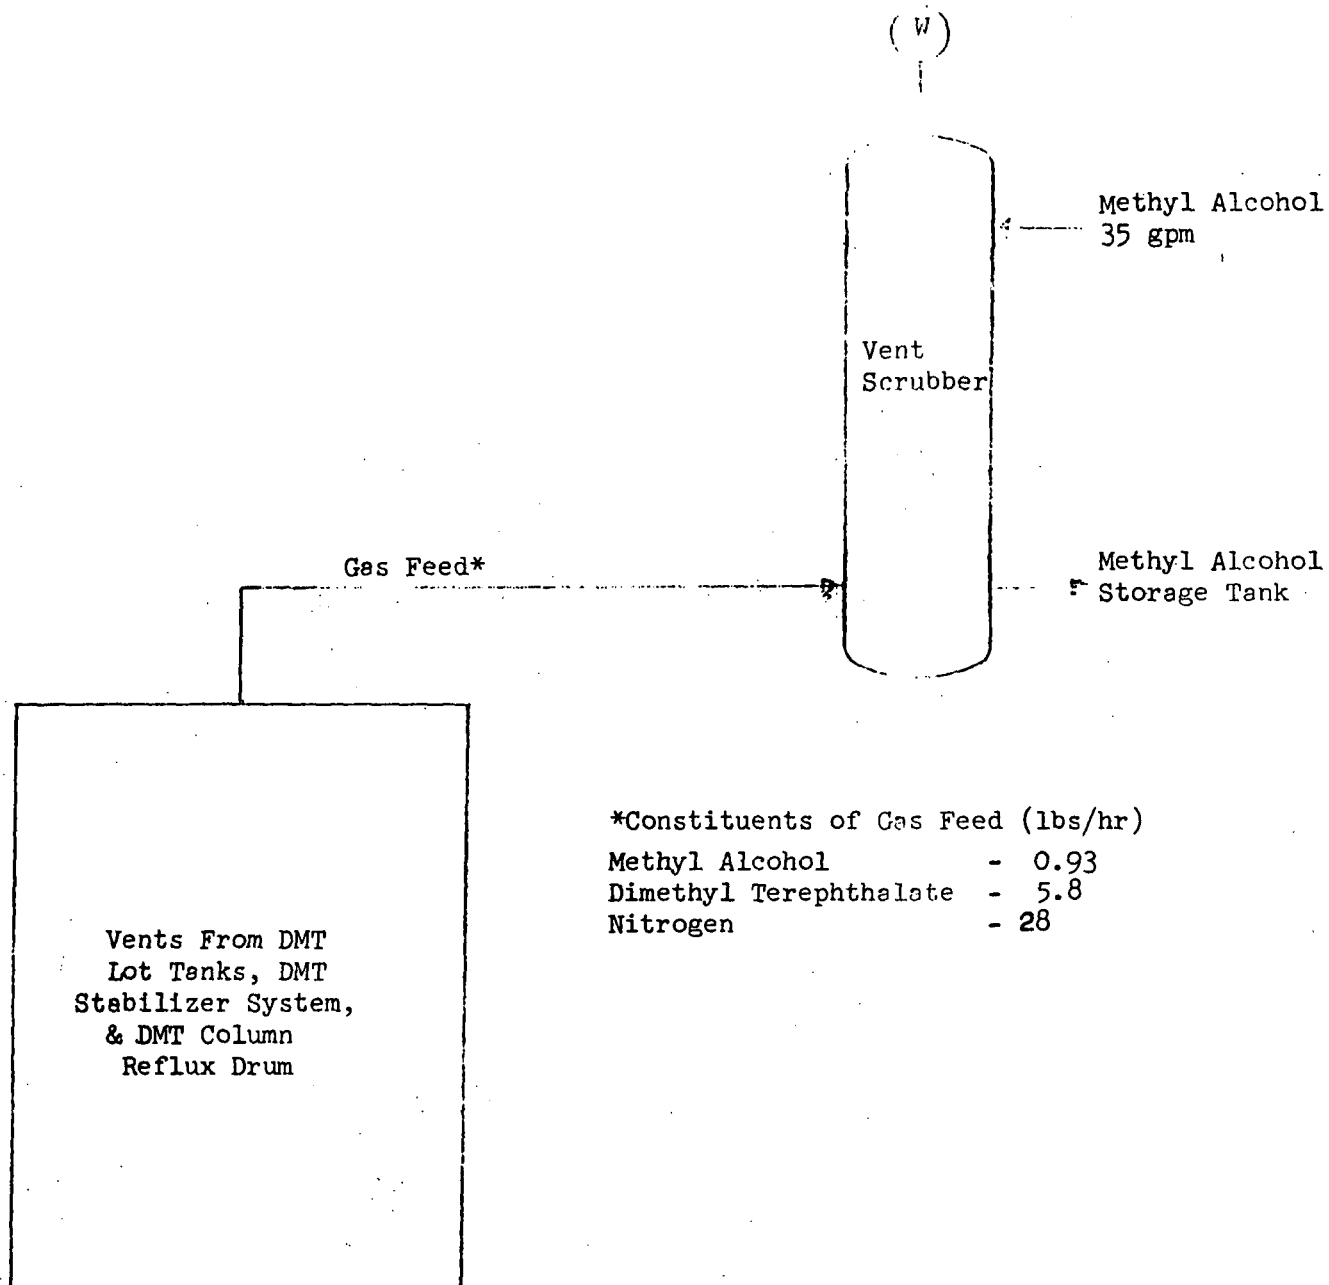 ( W )
Methyl Alcohol
35 gpm
Vent
Scrubber
Gas Feed*
Methyl Alcohol
Storage Tank
*Constituents of Gas Feed (lbs/hr)
Methyl Alcohol - 0.93
Dimethyl Terephthalate - 5.8
Nitrogen - 28
Vents From DMT
Lot Tanks, DMT
Stabilizer System,
& DMT Column
Reflux Drum